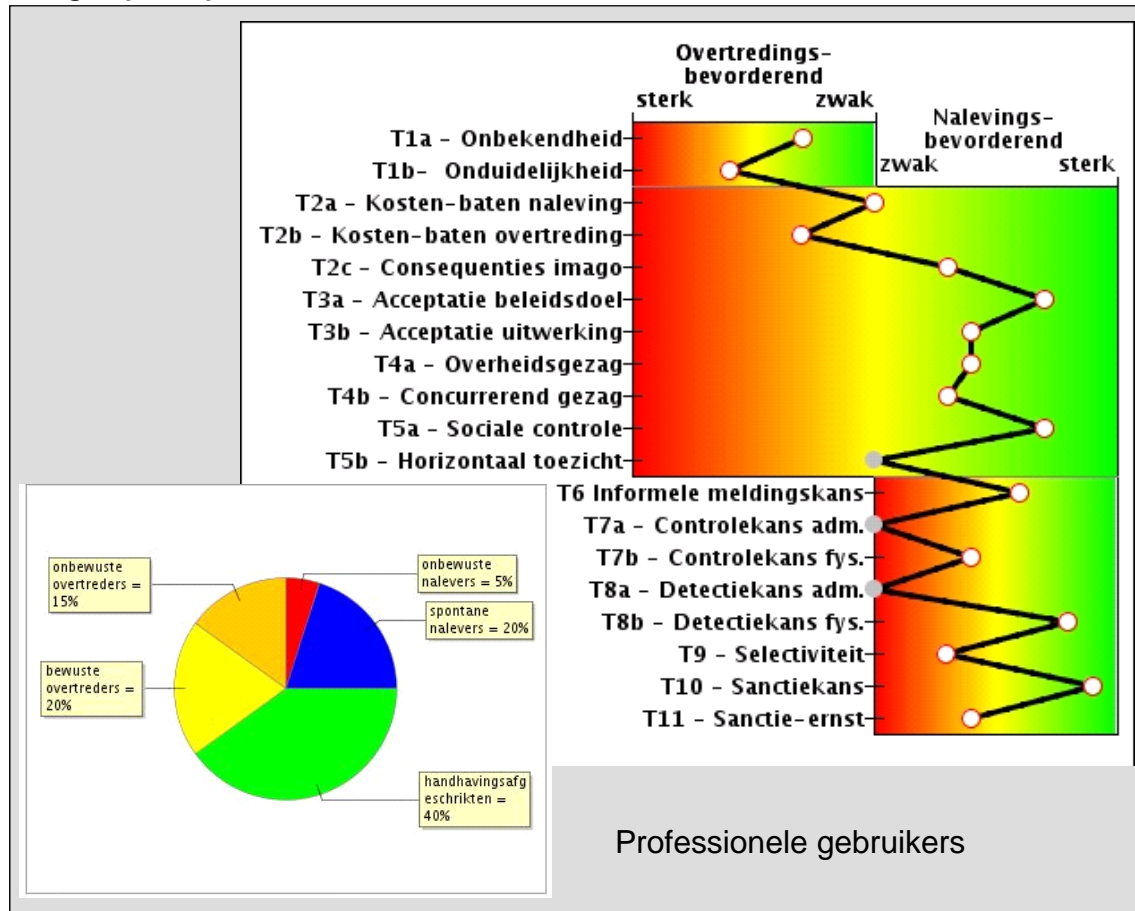 Overtredings-
bevorderend
sterk zwak
Nalevings-
bevorderend
zwak sterk
T1a - Onbekendheid
T1b- Onduidelijkheid
T2a - Kosten-baten naleving
T2b - Kosten-baten overtreding
T2c - Consequenties imago
T3a - Acceptatie beleidsdoel
T3b - Acceptatie uitwerking
T4a - Overheidsgezag
T4b - Concurrerend gezag
T5a - Sociale controle
T5b - Horizontaal toezicht
T6 Informele meldingskans
T7a - Controlekans adm.
T7b - Controlekans fys.
T8a - Detectiekans adm.
T8b - Detectiekans fys.
T9 - Selectiviteit
T10 - Sanctiekans
T11 - Sanctie-ernst
onbewuste
overtreders =
15%
onbewuste
nalevers = 5%
spontane
nalevers = 20%
bewuste
overtreders =
20%
handhavingsafg
eschrikten =
40%
Professionele gebruikers